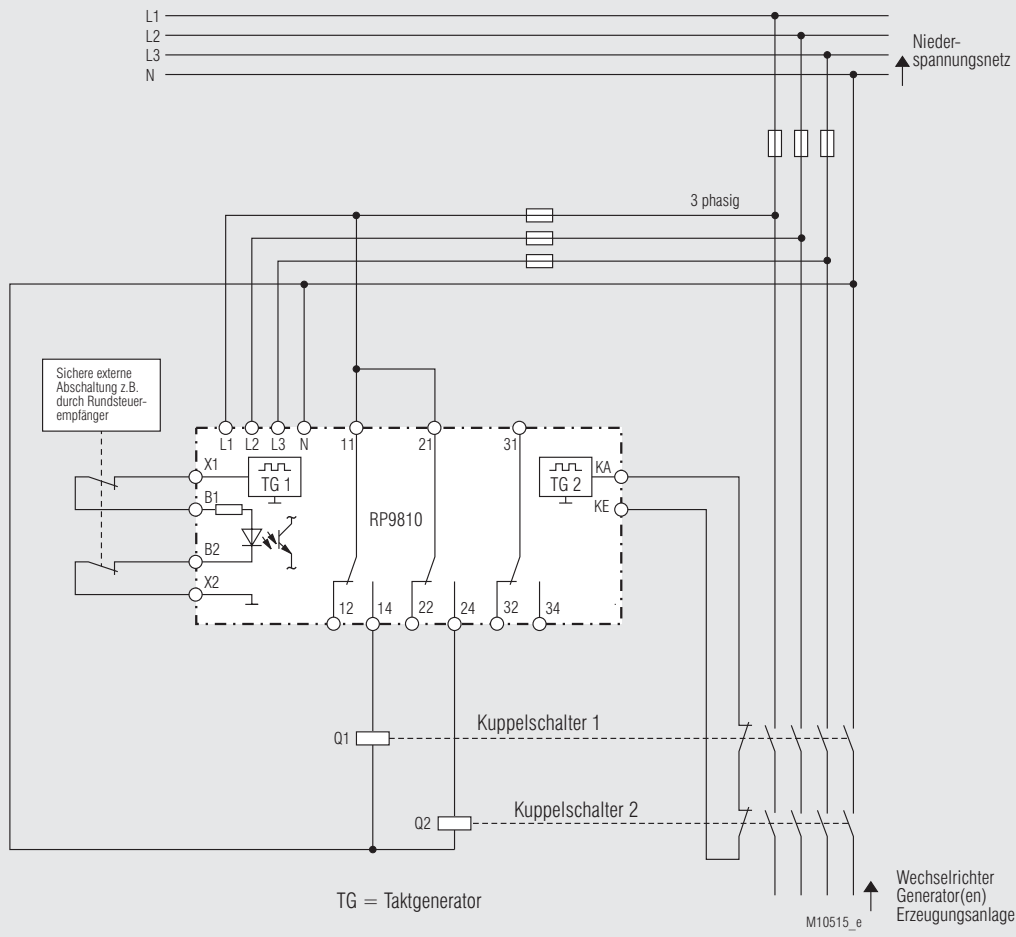 L1
L2
L3
N
Nieder-
spannungsnetz
3 phasig
Sichere externe
Abschaltung z.B.
durch Rundsteuer-
empfänger
L1 L2 L3 N 11 21 31
X1
TG 1
TG 2
KA
B1
KE
RP9810
B2
X2
12 14 22 24 32 34
Q1
Kuppelschalter 1
Q2
Kuppelschalter 2
TG = Taktgenerator
M10515_e
Wechselrichter
Generator(en)
Erzeugungsanlage